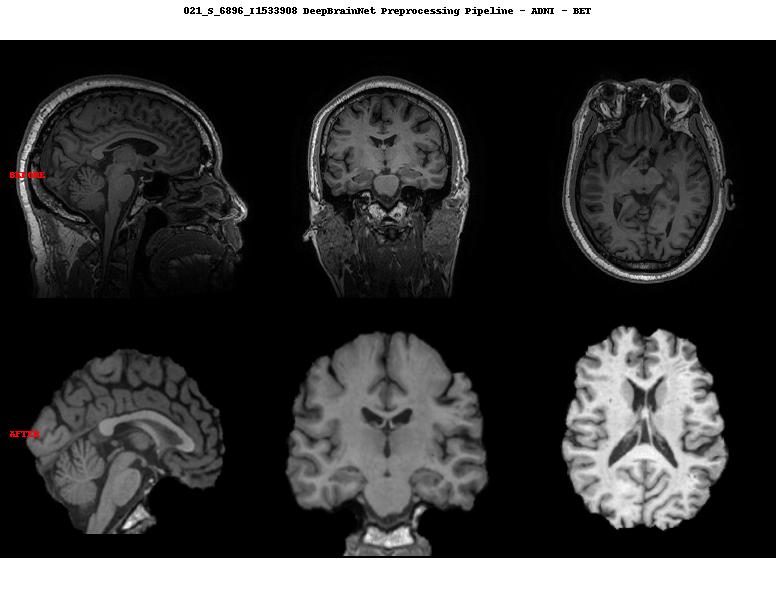 021_S_6896_I1533908 DeepBrainNet Preprocessing Pipeline - ADNI - BET
BEFORE
AFTER